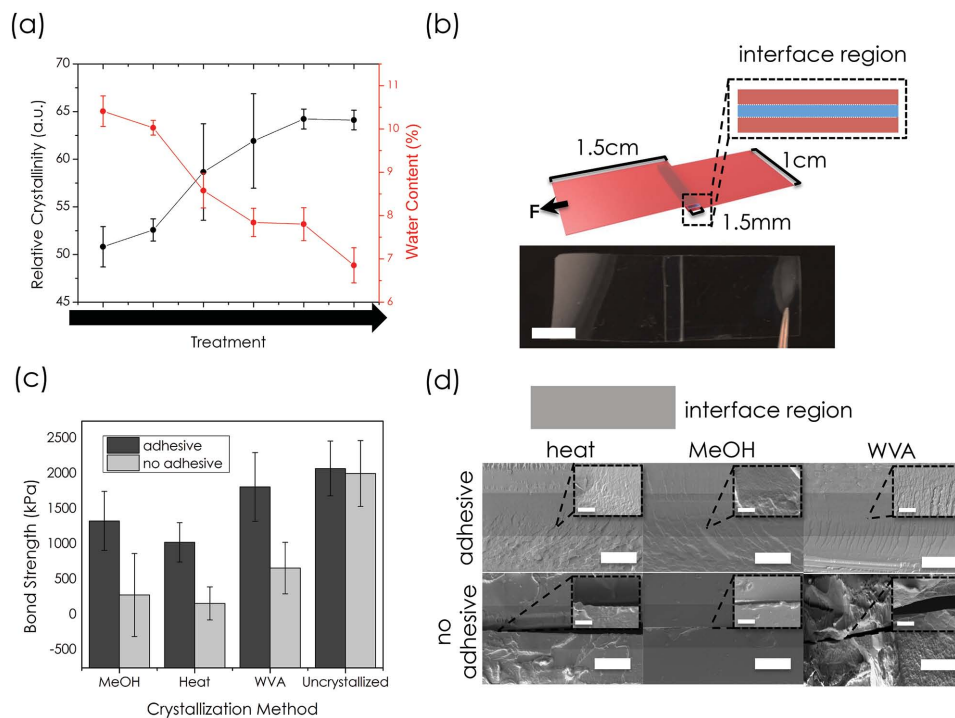 (a)
70
65
60
55
50
45
Relative Crystallinity (a.u.)
11
10
9
8
7
6
Water Content (%)
Treatment
(b)
interface region
1.5cm
1cm
F
1.5mm
(c)
2500
2000
1500
1000
500
0
-500
Bond Strength (kPa)
adhesive
no adhesive
MeOH Heat WVA Uncrystallized
Crystallization Method
(d)
interface region
heat MeOH WVA
adhesive
no
adhesive